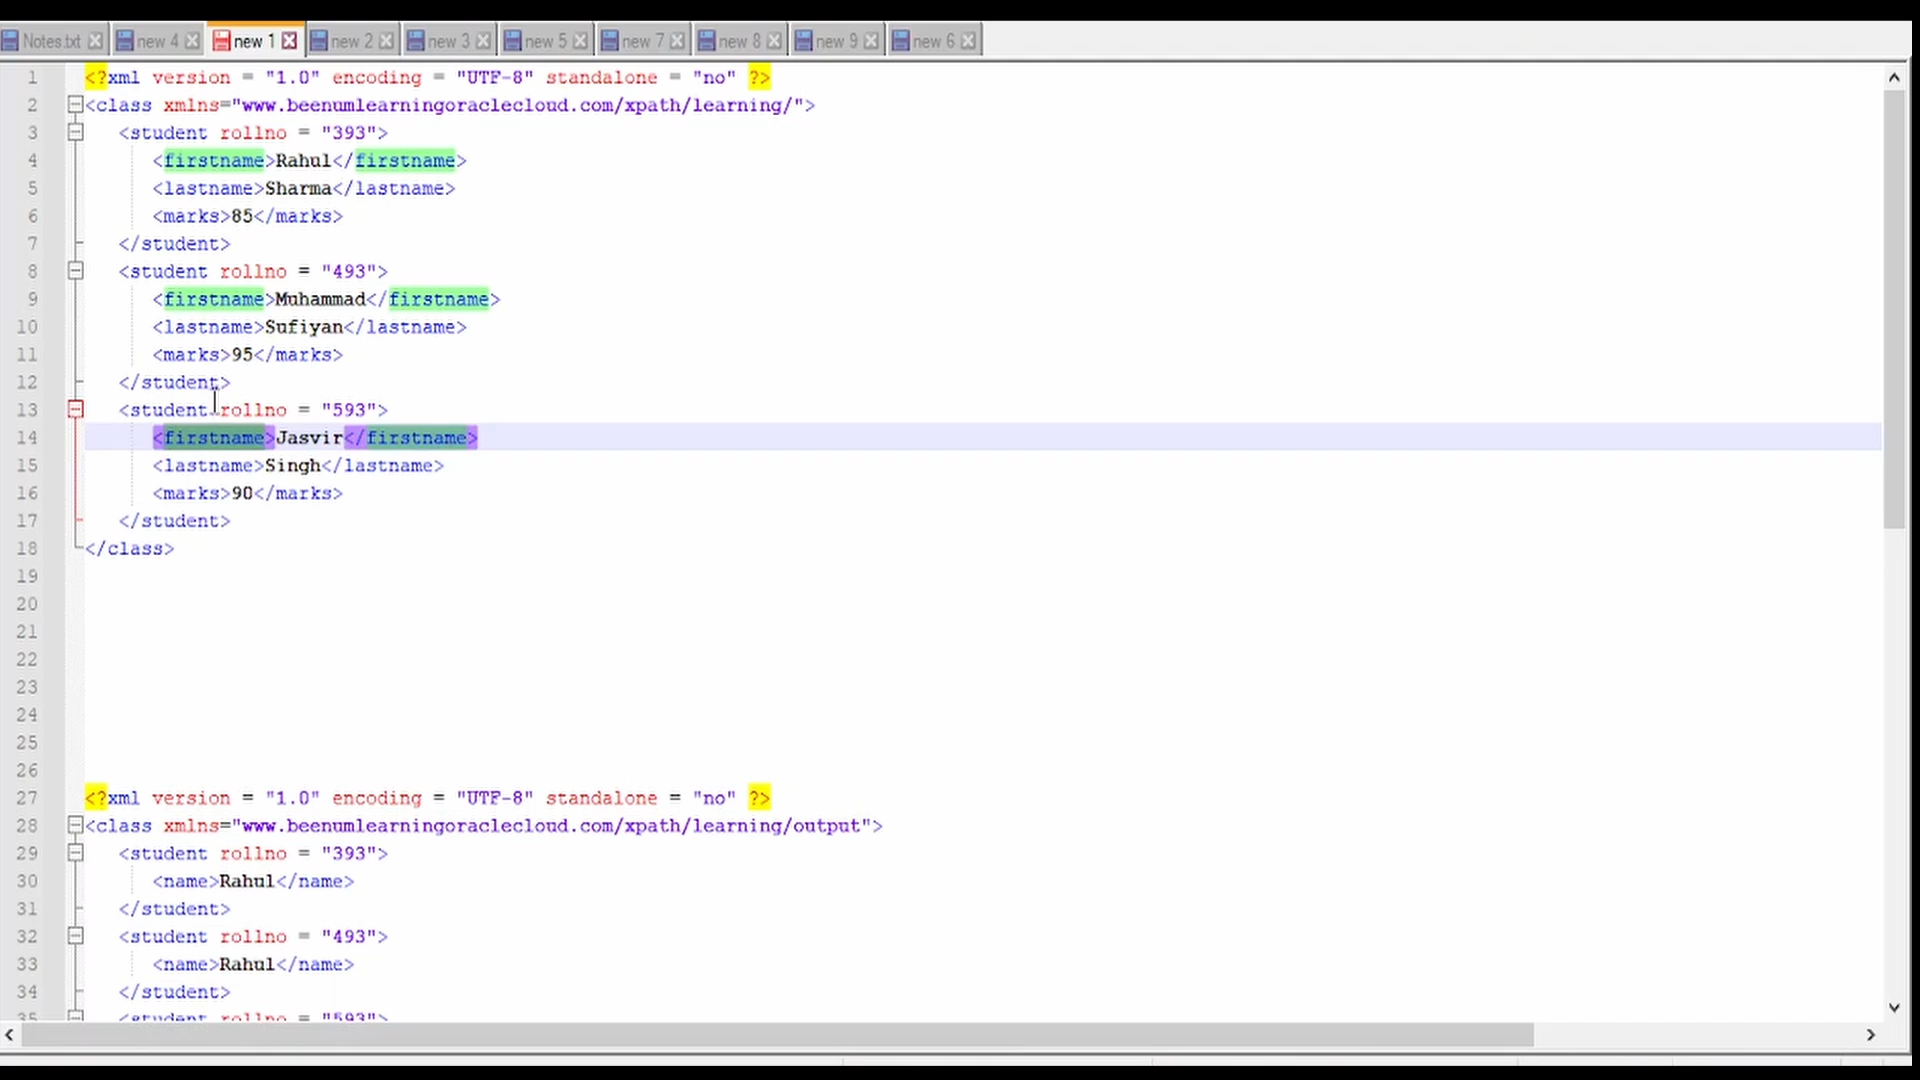 Notes.txt new 4 new 1 new 2 new 3 new 5 new 7 new 8 new 9 new 6
1 <?xml version = "1.0" encoding = "UTF-8" standalone = "no" ?>
2 <class xmlns="www.beenumlearningoraclecloud.com/xpath/learning/">
3 <student rollno = "393">
4 <firstname>Rahul</firstname>
5 <lastname>Sharma</lastname>
6 <marks>85</marks>
7 </student>
8 <student rollno = "493">
9 <firstname>Muhammad</firstname>
10 <lastname>Sufiyan</lastname>
11 <marks>95</marks>
12 </student>
13 <student rollno = "593">
14 <firstname>Jasvir</firstname>
15 <lastname>Singh</lastname>
16 <marks>90</marks>
17 </student>
18 </class>
19
20
21
22
23
24
25
26
27 <?xml version = "1.0" encoding = "UTF-8" standalone = "no" ?>
28 <class xmlns="www.beenumlearningoraclecloud.com/xpath/learning/output">
29 <student rollno = "393">
30 <name>Rahul</name>
31 </student>
32 <student rollno = "493">
33 <name>Rahul</name>
34 </student>
35 <student rollno = "593">